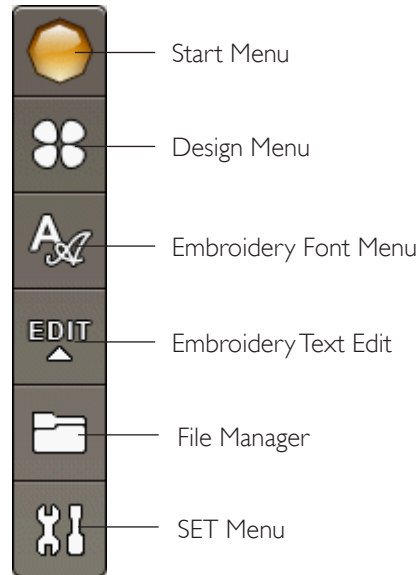 Start Menu
Design Menu
A A
Embroidery Font Menu
EDIT
Embroidery Text Edit
File Manager
SET Menu